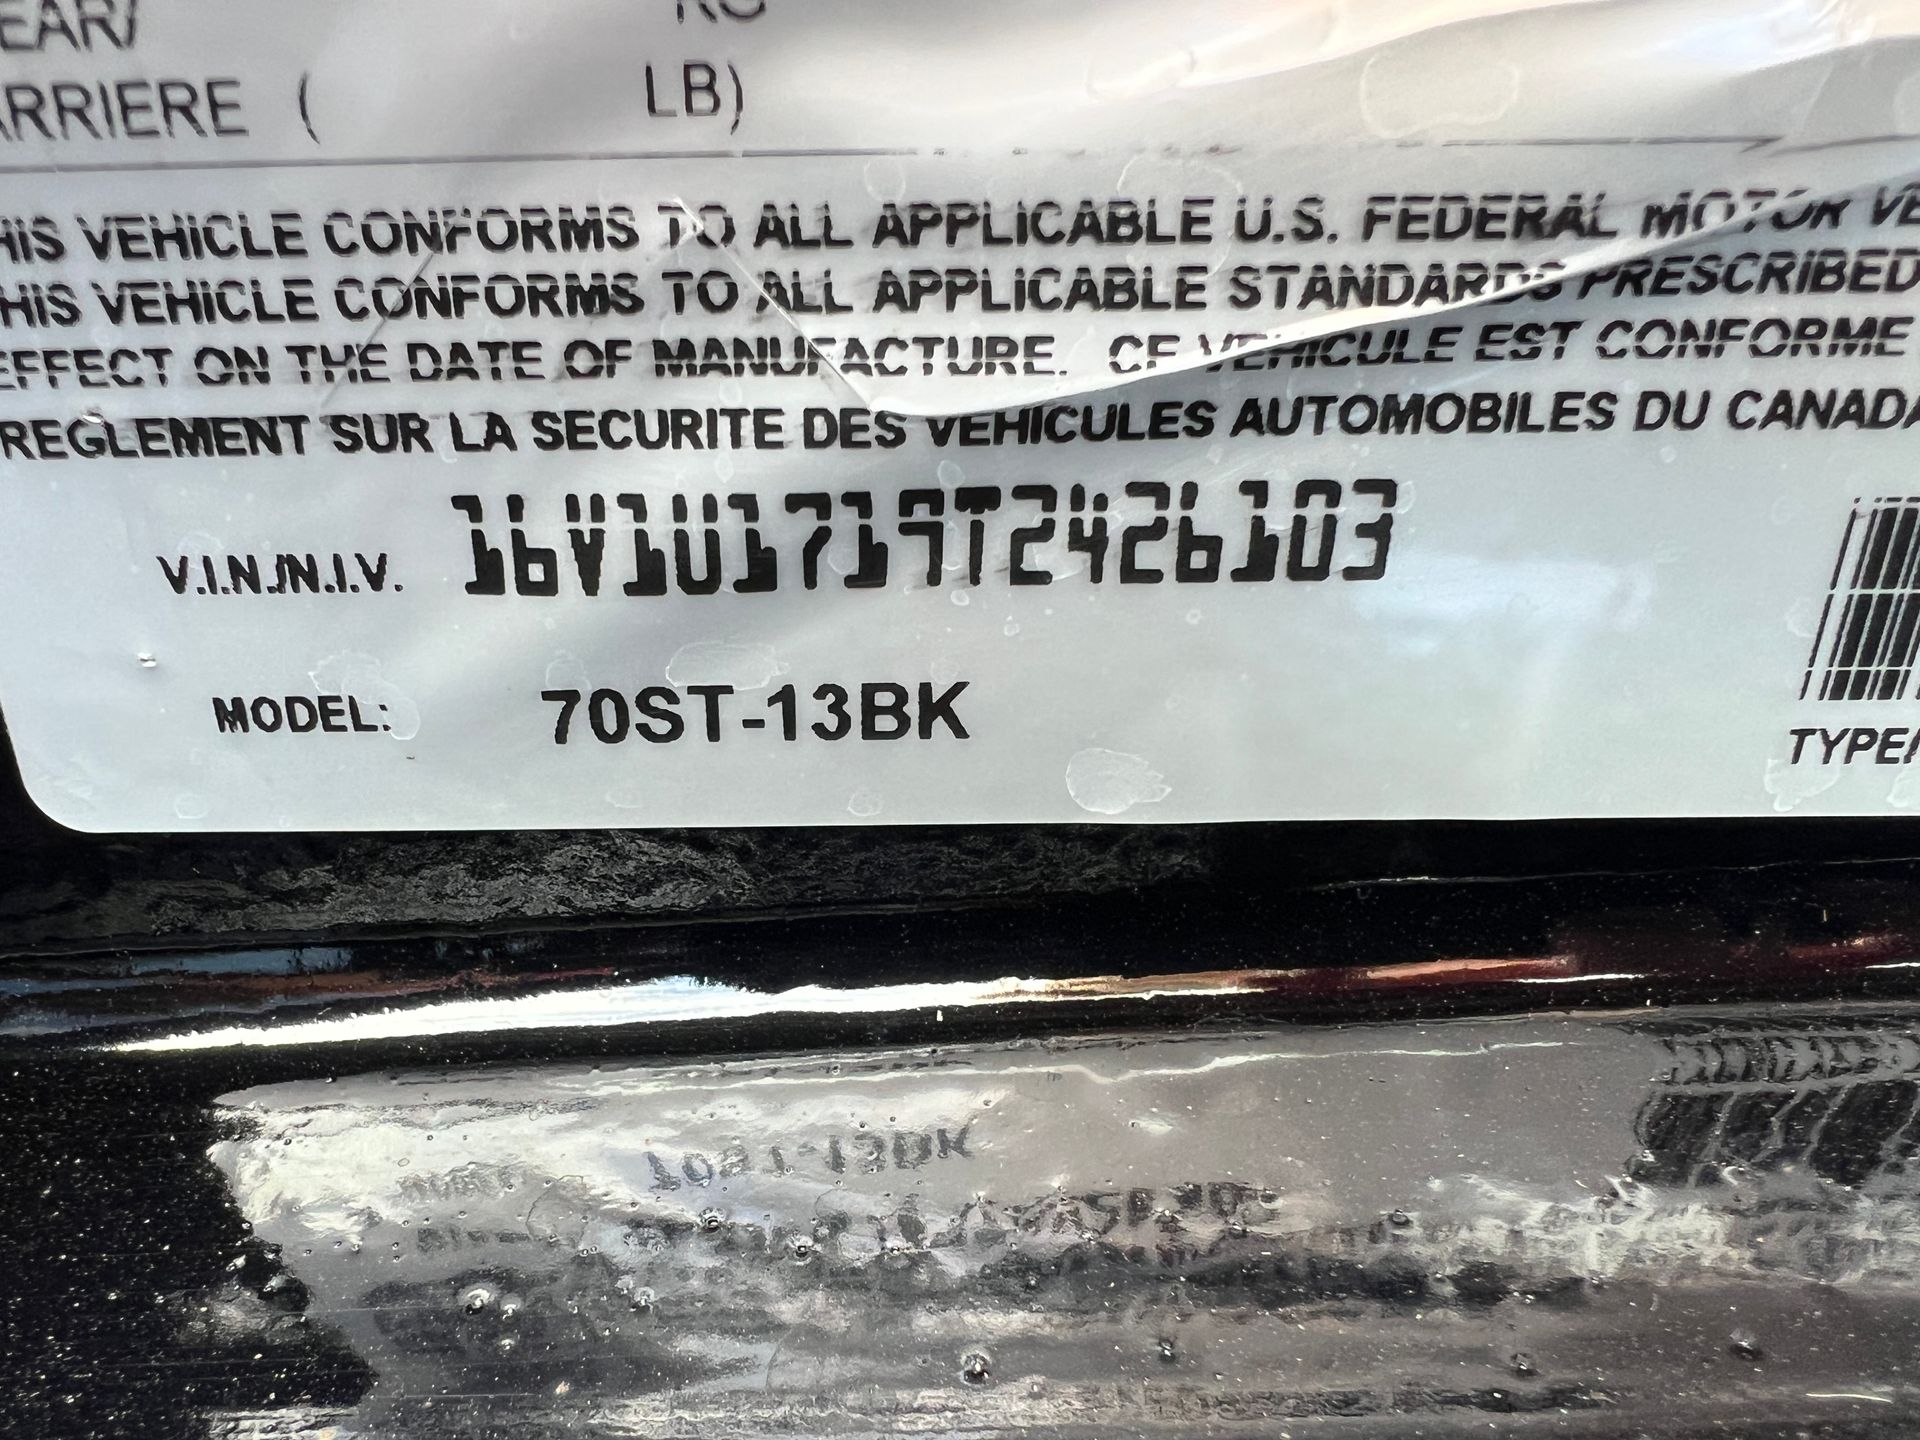 EAR/ KG
ARRIERE ( LB)
HIS VEHICLE CONFORMS TO ALL APPLICABLE U.S. FEDERAL MOTOR VE
HIS VEHICLE CONFORMS TO ALL APPLICABLE STANDARDS PRESCRIBED
EFFECT ON THE DATE OF MANUFACTURE. CE VEHICULE EST CONFORME
REGLEMENT SUR LA SECURITE DES VEHICULES AUTOMOBILES DU CANADA
V.I.N./N.I.V. 16V1U1719T2426103
MODEL: 70ST-13BK
TYPE/